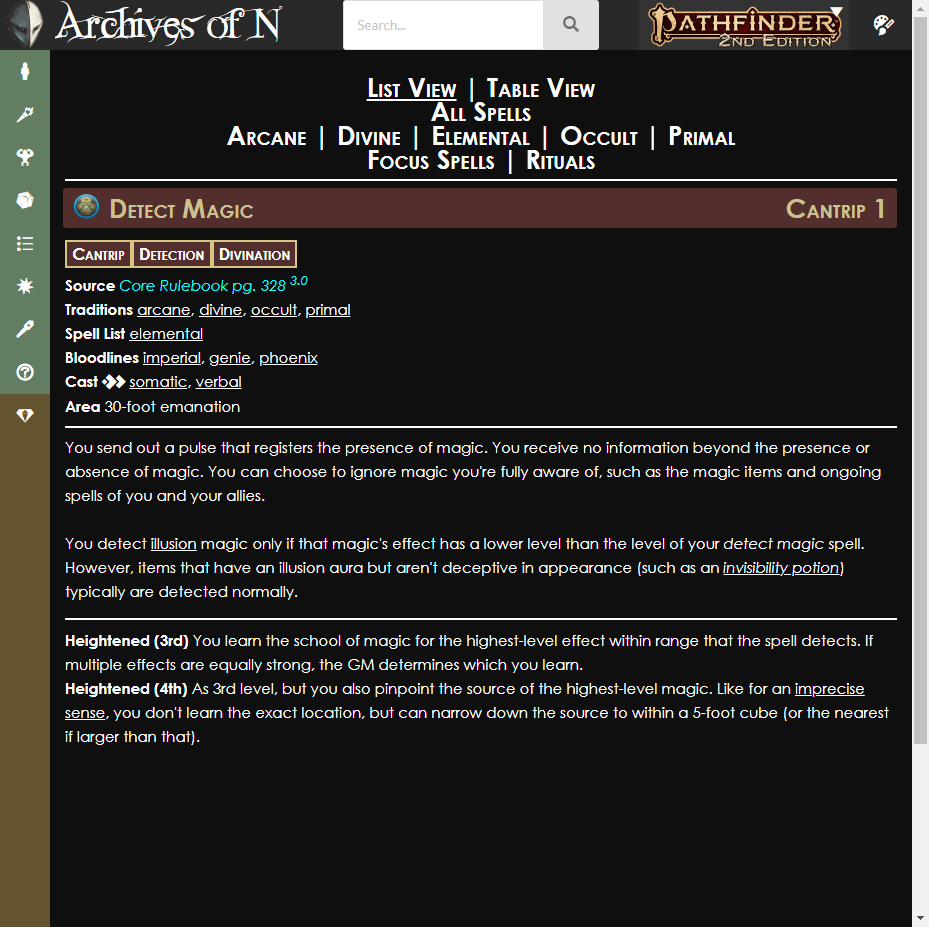 Archives of N
Search...
PATHFINDER
2ND EDITION
LIST VIEW | TABLE VIEW
ALL SPELLS
ARCANE | DIVINE | ELEMENTAL | OCCULT | PRIMAL
FOCUS SPELLS | RITUALS
DETECT MAGIC CANTRIP 1
CANTRIP DETECTION DIVINATION
Source Core Rulebook pg. 328 3.0
Traditions arcane, divine, occult, primal
Spell List elemental
Bloodlines imperial, genie, phoenix
Cast somatic, verbal
Area 30-foot emanation
You send out a pulse that registers the presence of magic. You receive no information beyond the presence or
absence of magic. You can choose to ignore magic you're fully aware of, such as the magic items and ongoing
spells of you and your allies.
You detect illusion magic only if that magic's effect has a lower level than the level of your detect magic spell.
However, items that have an illusion aura but aren't deceptive in appearance (such as an invisibility potion)
typically are detected normally.
Heightened (3rd) You learn the school of magic for the highest-level effect within range that the spell detects. If
multiple effects are equally strong, the GM determines which you learn.
Heightened (4th) As 3rd level, but you also pinpoint the source of the highest-level magic. Like for an imprecise
sense, you don't learn the exact location, but can narrow down the source to within a 5-foot cube (or the nearest
if larger than that).